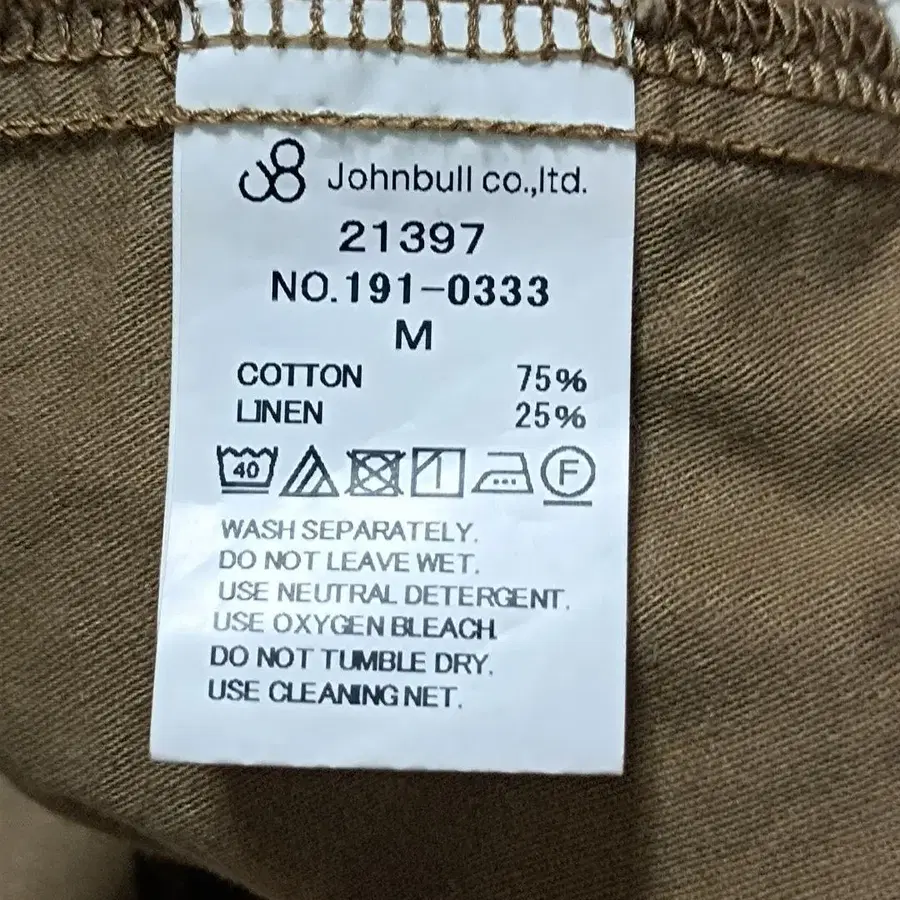 Johnbull co.,ltd.
21397
NO.191-0333
M
COTTON 75%
LINEN 25%
40 F
WASH SEPARATELY.
DO NOT LEAVE WET.
USE NEUTRAL DETERGENT.
USE OXYGEN BLEACH.
DO NOT TUMBLE DRY.
USE CLEANING NET.